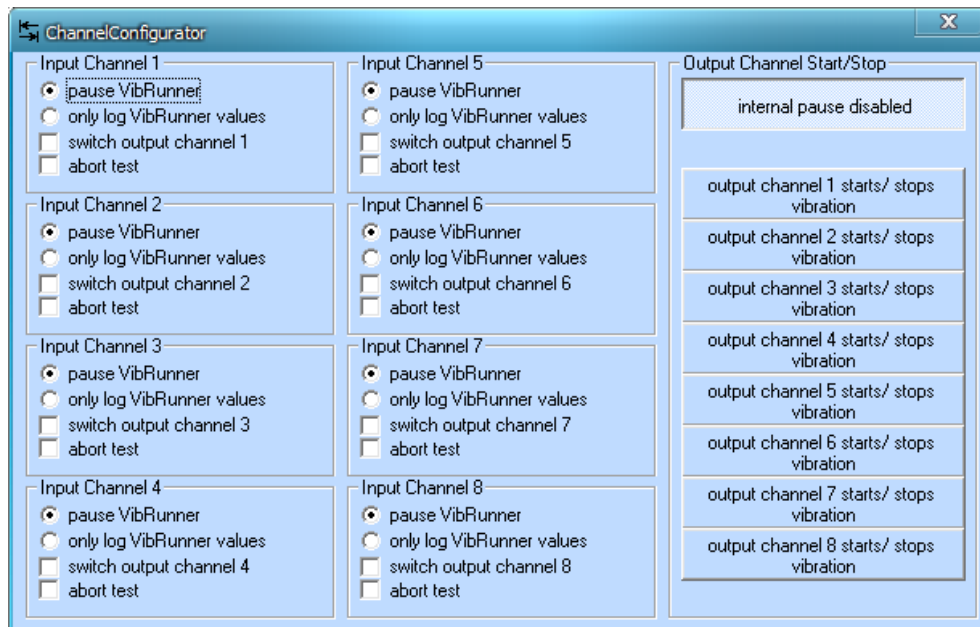 ChannelConfigurator
Input Channel 1
pause VibRunner
only log VibRunner values
switch output channel 1
abort test
Input Channel 2
pause VibRunner
only log VibRunner values
switch output channel 2
abort test
Input Channel 3
pause VibRunner
only log VibRunner values
switch output channel 3
abort test
Input Channel 4
pause VibRunner
only log VibRunner values
switch output channel 4
abort test
Input Channel 5
pause VibRunner
only log VibRunner values
switch output channel 5
abort test
Input Channel 6
pause VibRunner
only log VibRunner values
switch output channel 6
abort test
Input Channel 7
pause VibRunner
only log VibRunner values
switch output channel 7
abort test
Input Channel 8
pause VibRunner
only log VibRunner values
switch output channel 8
abort test
Output Channel Start/Stop
internal pause disabled
output channel 1 starts/ stops
vibration
output channel 2 starts/ stops
vibration
output channel 3 starts/ stops
vibration
output channel 4 starts/ stops
vibration
output channel 5 starts/ stops
vibration
output channel 6 starts/ stops
vibration
output channel 7 starts/ stops
vibration
output channel 8 starts/ stops
vibration